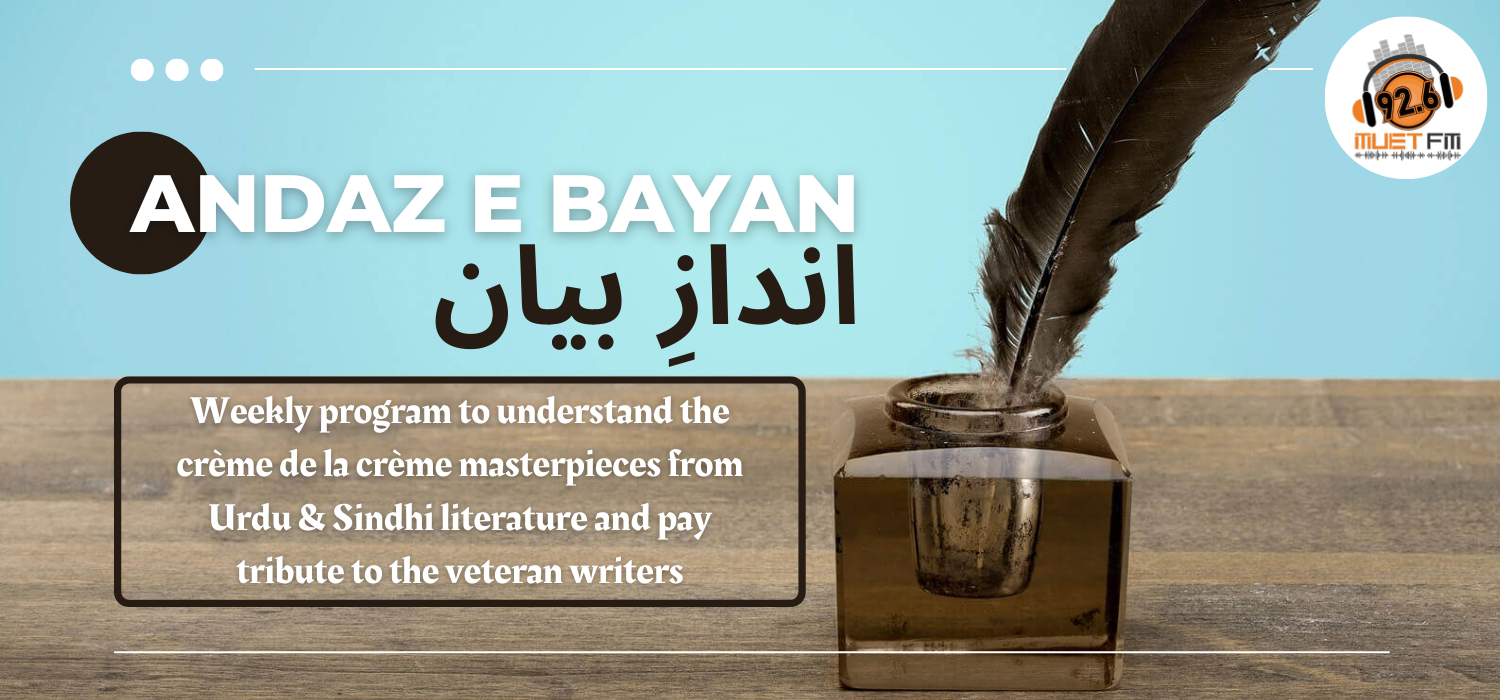 92.6
MUET FM
ANDAZ E BAYAN
اندازِ بیان
Weekly program to understand the
crème de la crème masterpieces from
Urdu & Sindhi literature and pay
tribute to the veteran writers